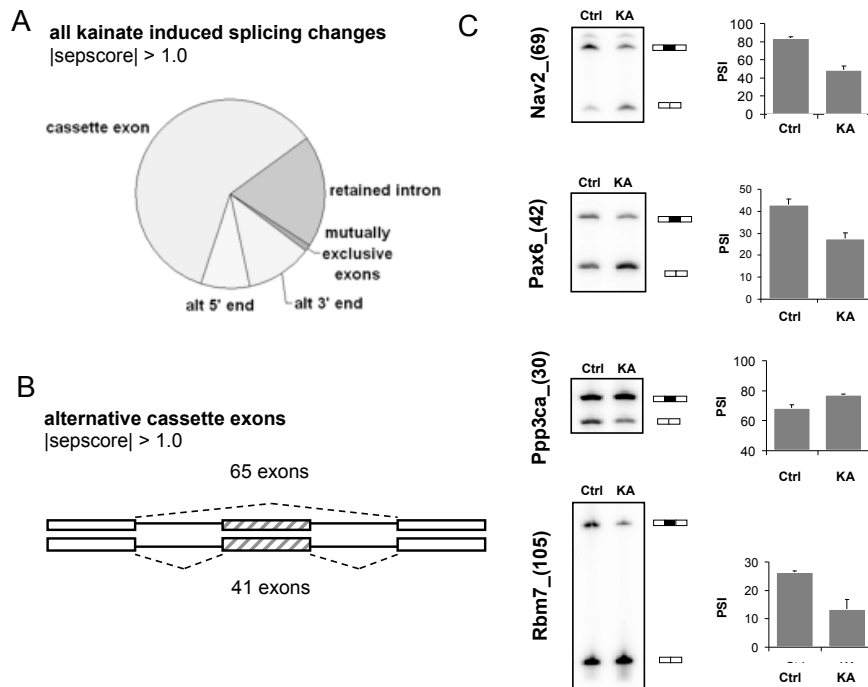 A
all kainate induced splicing changes
|sepscore| > 1.0
cassette exon
retained intron
mutually
exclusive
exons
alt 3' end
alt 5' end
B
alternative cassette exons
|sepscore| > 1.0
65 exons
41 exons
C
Nav2_(69)
Ctrl KA
PSI
100
80
60
40
20
0
Ctrl KA
Pax6_(42)
Ctrl KA
PSI
50
40
30
20
10
0
Ctrl KA
Ppp3ca_(30)
Ctrl KA
PSI
100
80
60
40
Ctrl KA
Rbm7_(105)
Ctrl KA
PSI
30
20
10
0
Ctrl KA